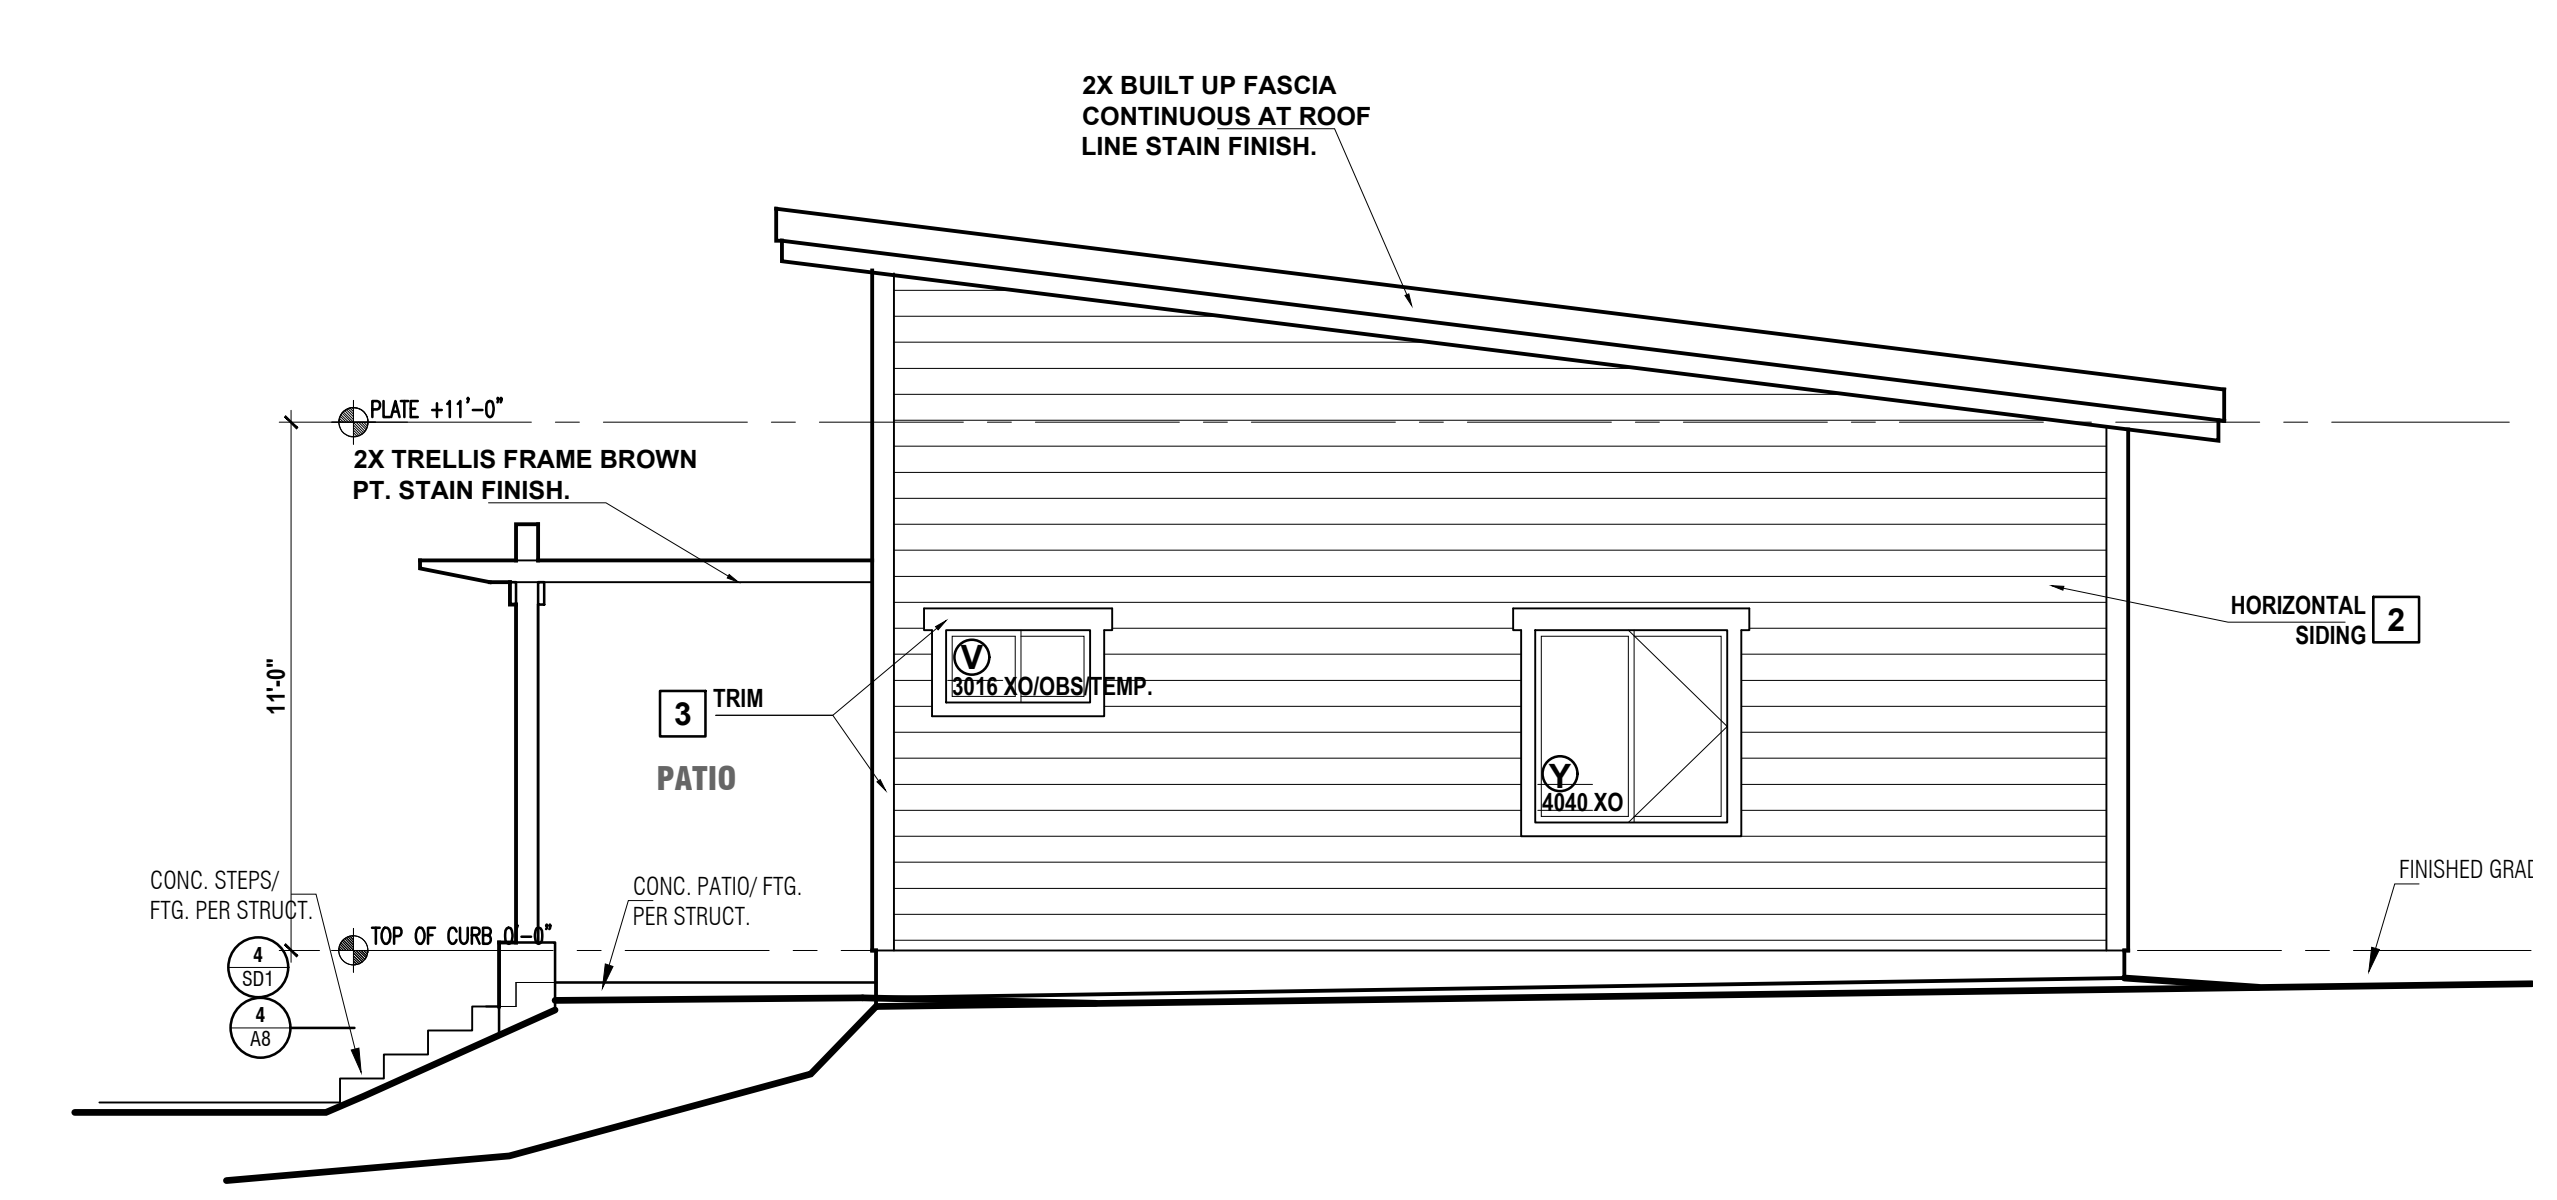 2X BUILT UP FASCIA
CONTINUOUS AT ROOF
LINE STAIN FINISH.
PLATE +11'-0"
2X TRELLIS FRAME BROWN
PT. STAIN FINISH.
11'-0"
HORIZONTAL
SIDING
2
V
3016 XO/OBS/TEMP.
3
TRIM
PATIO
Y
4040 XO
CONC. STEPS/
FTG. PER STRUCT.
CONC. PATIO/ FTG.
PER STRUCT.
FINISHED GRAD
TOP OF CURB 0'-0"
4
SD1
4
A8